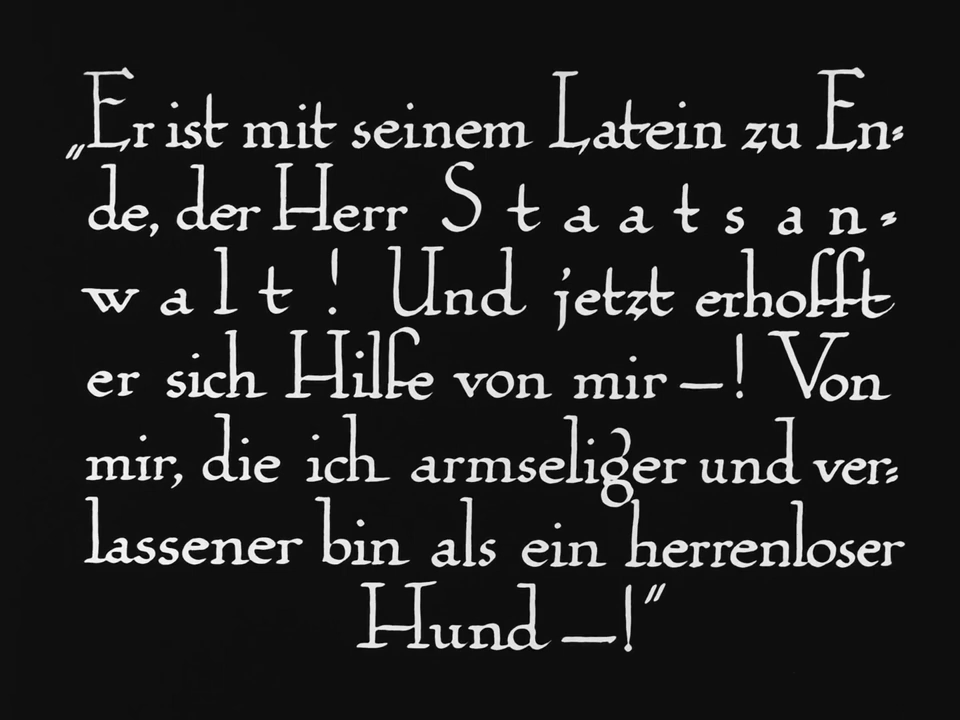 „Er ist mit seinem Latein zu En=
de, der Herr S t a a t s a n =
w a l t ! Und jetzt erhofft
er sich Hilfe von mir —! Von
mir, die ich armseliger und ver=
lassener bin als ein herrenloser
Hund —!"